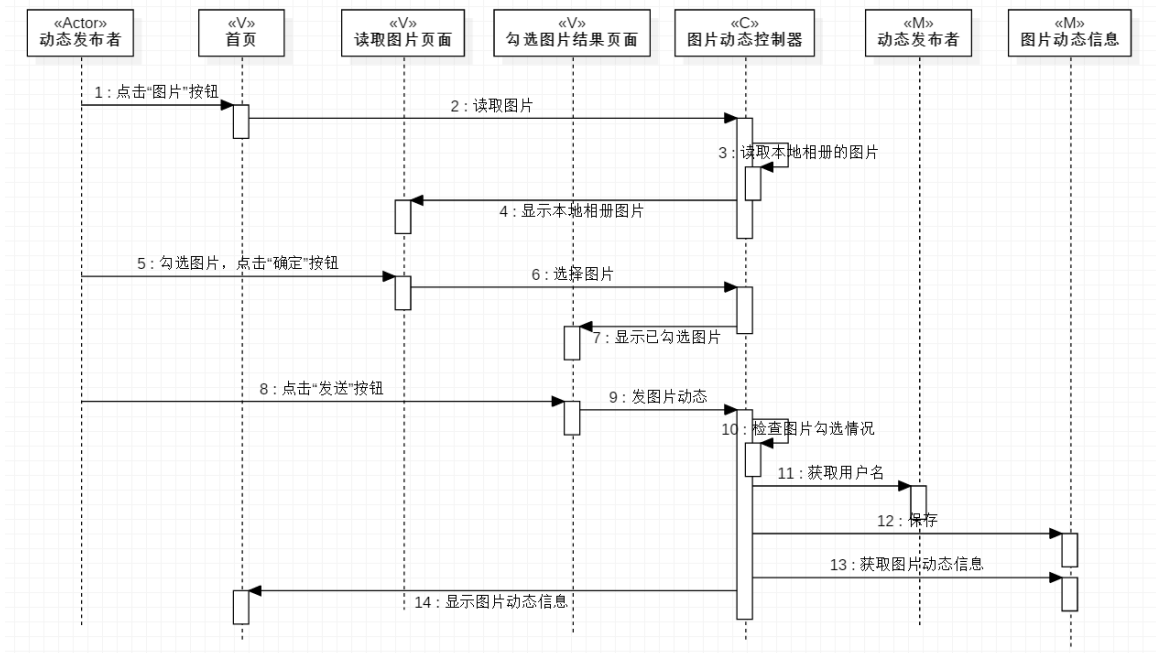 «Actor»
动态发布者
«V»
首页
«V»
读取图片页面
«V»
勾选图片结果页面
«C»
图片动态控制器
«M»
动态发布者
«M»
图片动态信息
1 : 点击“图片”按钮
2 : 读取图片
3 : 读取本地相册的图片
4 : 显示本地相册图片
5 : 勾选图片，点击“确定”按钮
6 : 选择图片
7 : 显示已勾选图片
8 : 点击“发送”按钮
9 : 发图片动态
10 : 检查图片勾选情况
11 : 获取用户名
12 : 保存
13 : 获取图片动态信息
14 : 显示图片动态信息